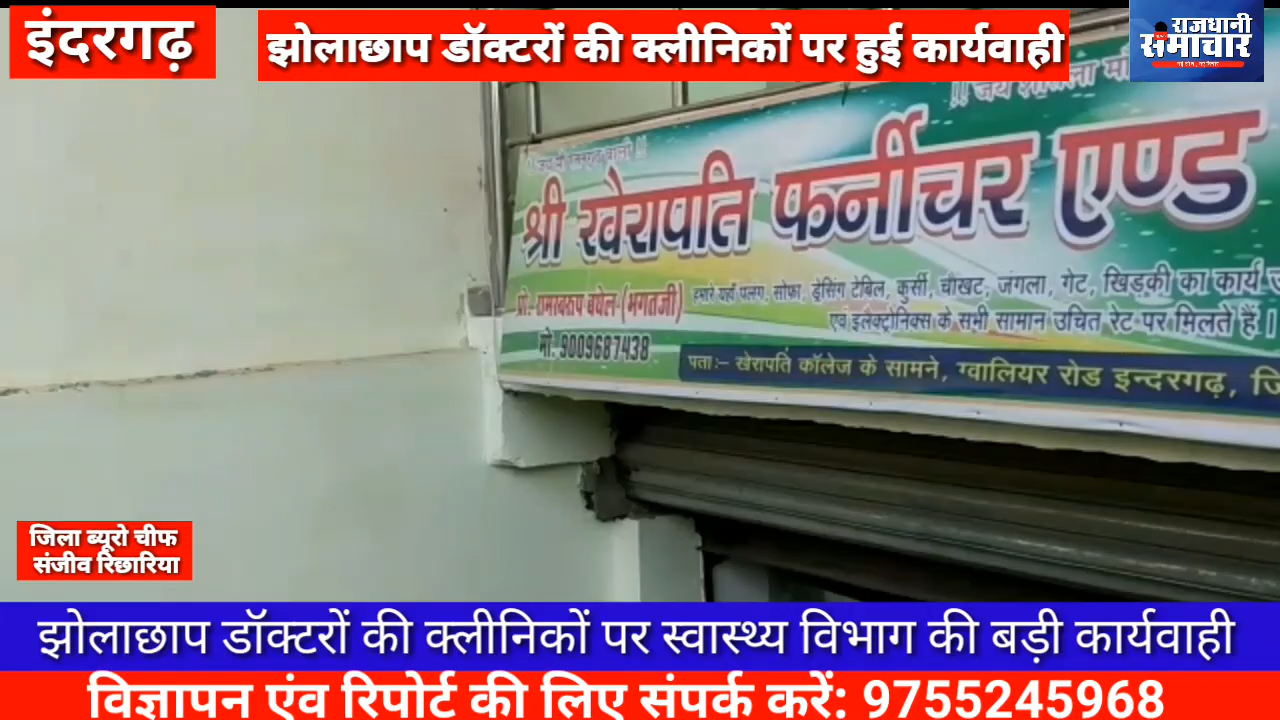 इंदरगढ़
झोलाछाप डॉक्टरों की क्लीनिकों पर हुई कार्यवाही
राजधानी
समाचार
!! जय
श्री खेरापति फर्नीचर एण्ड
प्रो.- रामस्वरूप बघेल-(भगतजी)
मो. 9009687438
हमारे यहाँ पलंग, सोफा, ड्रेसिंग टेबिल, कुर्सी, चौखट, जंगला, गेट, खिड़की का कार्य
एवं इलैक्ट्रोनिक्स के सभी सामान उचित रेट पर मिलते हैं।
पता:- खेरापति कॉलेज के सामने, ग्वालियर रोड इन्दरगढ़,
जिला ब्यूरो चीफ
संजीव रिछारिया
झोलाछाप डॉक्टरों की क्लीनिकों पर स्वास्थ्य विभाग की बड़ी कार्यवाही
विज्ञापन एंव रिपोर्ट की लिए संपर्क करें: 9755245968